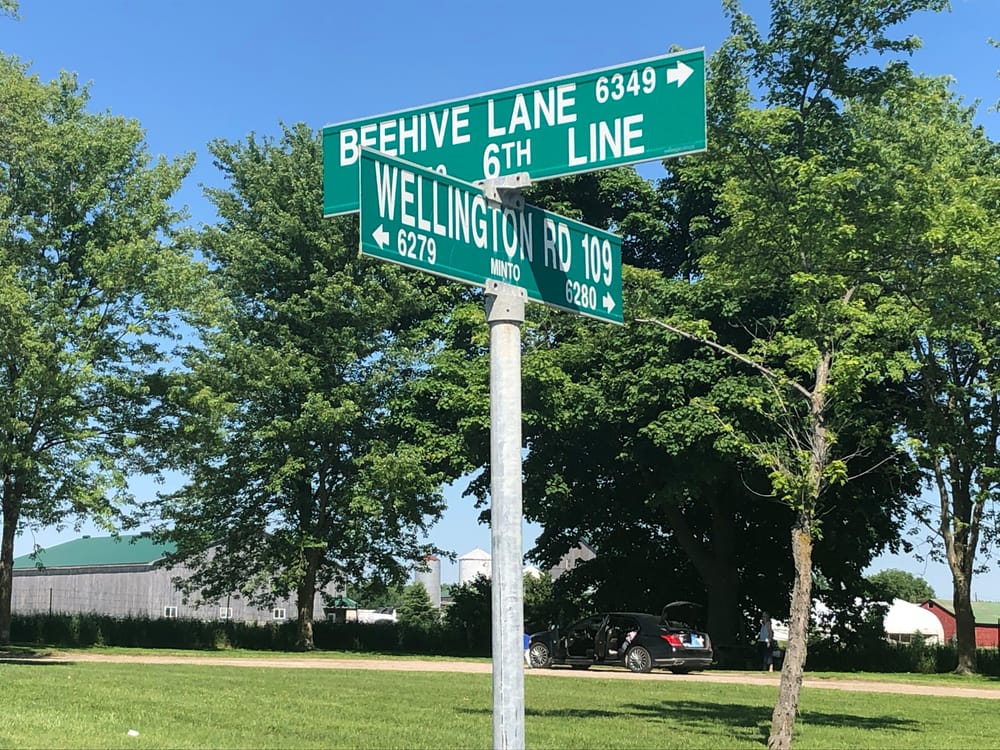 BEEHIVE LANE 6349 →
6TH LINE
WELLINGTON RD 109
← 6279 MINTO 6280 →